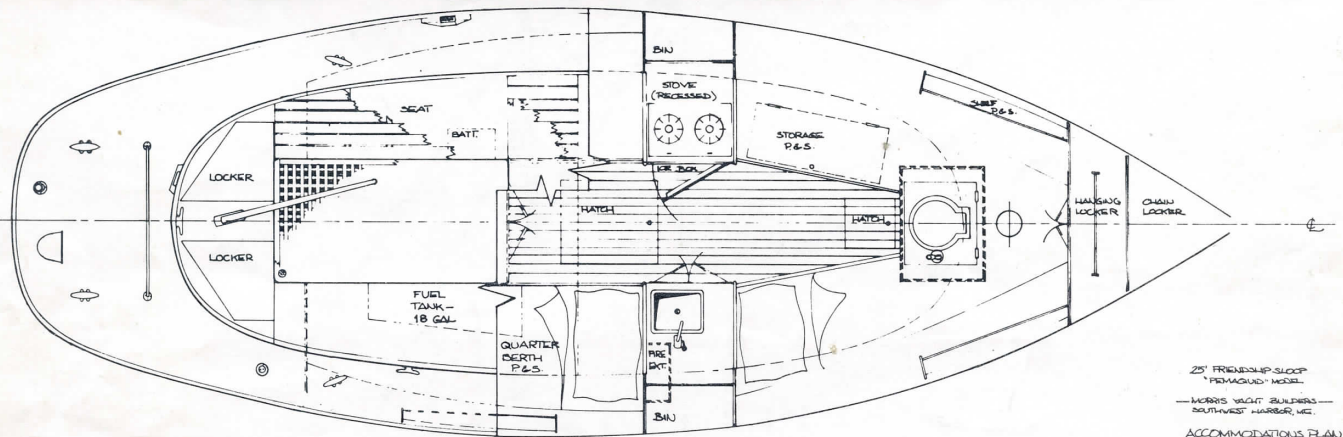 BIN
STOVE
(RECESSED)
SEAT
BATT.
STORAGE
P.&S.
SHELF
P.&S.
LOCKER
ICE BOX
HATCH
HATCH
HANGING
LOCKER
CHAIN
LOCKER
℄
LOCKER
FUEL
TANK—
18 GAL
QUARTER
BERTH
P.&S.
FIRE
EXT.
BIN
25' FRIENDSHIP SLOOP
"PEMAQUID" MODEL
—MORRIS YACHT BUILDERS—
SOUTHWEST HARBOR, ME.
ACCOMMODATIONS PLAN